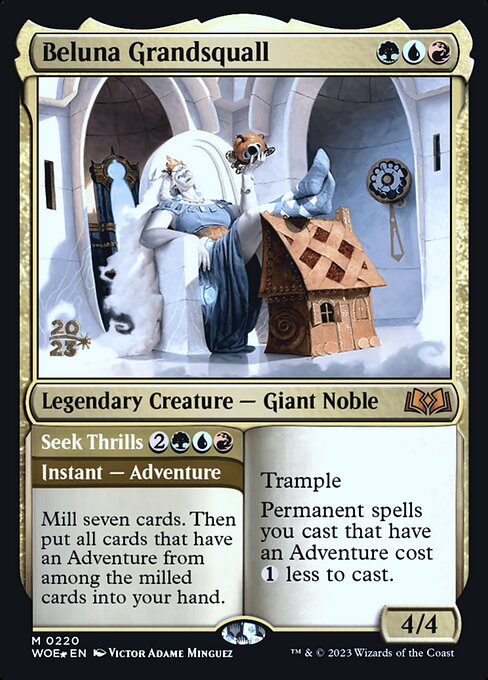 Beluna Grandsquall
20
23
Legendary Creature — Giant Noble
Seek Thrills 2
Instant — Adventure
Mill seven cards. Then
put all cards that have
an Adventure from
among the milled
cards into your hand.
Trample
Permanent spells
you cast that have
an Adventure cost
1 less to cast.
4/4
M 0220
WOE★EN Victor Adame Minguez
™ & © 2023 Wizards of the Coast